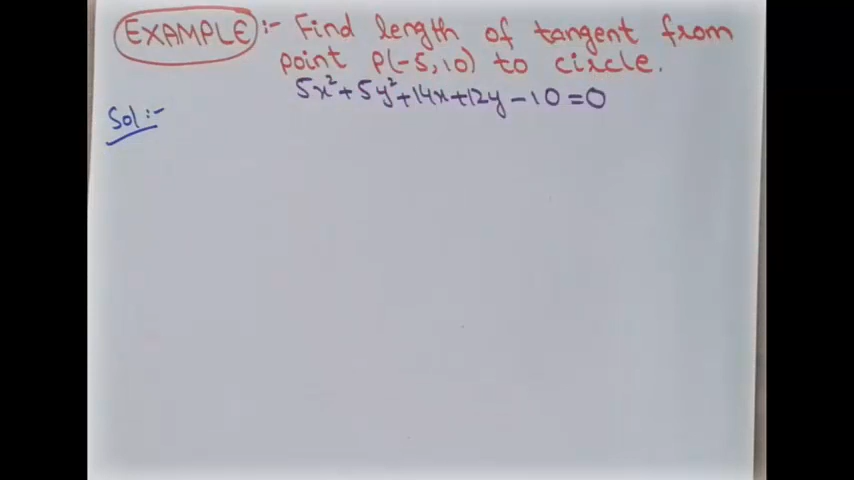 EXAMPLE :- Find length of tangent from
point P(-5,10) to circle.
5x²+5y²+14x+12y-10=0
Sol :-